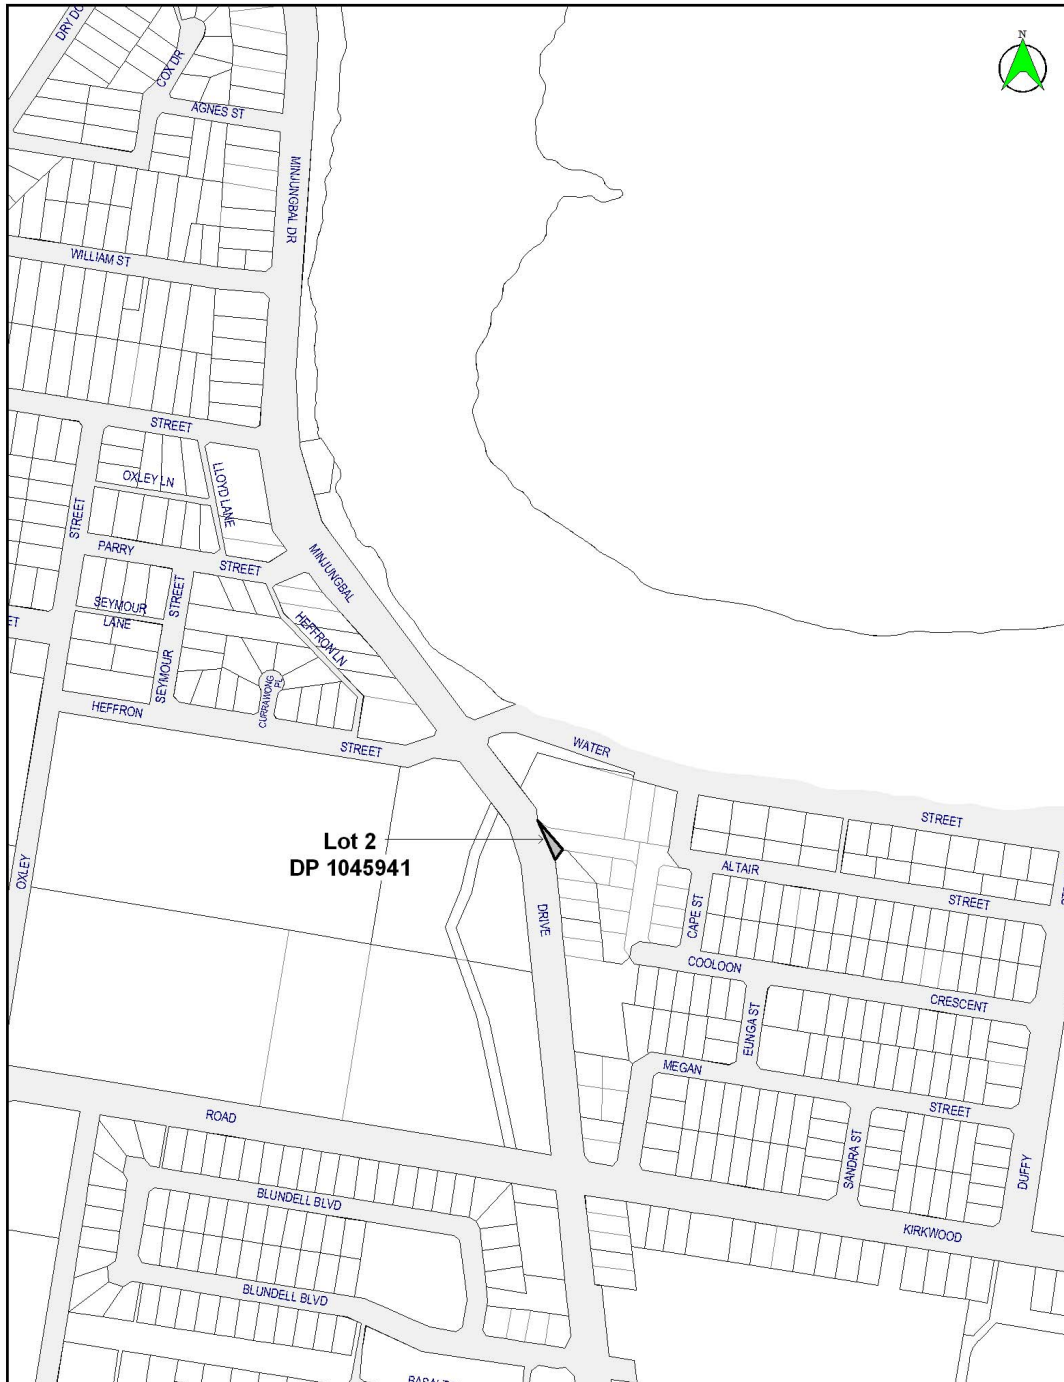 N
DRY DO
COX DR
AGNES ST
MINJUNGBAL DR
WILLIAM ST
STREET
OXLEY LN
LLOYD LANE
STREET
PARRY
STREET
MINJUNGBAL
SEYMOUR
LANE
STREET
SEYMOUR
HEFFRON LN
ET
CURRAWONG
PL
HEFFRON
STREET
WATER
STREET
Lot 2
DP 1045941
OXLEY
ALTAIR
STREET
DRIVE
CAPE ST
COOLOON
CRESCENT
EUNGA ST
MEGAN
STREET
ROAD
SANDRA ST
DUFFY
BLUNDELL BLVD
KIRKWOOD
BLUNDELL BLVD